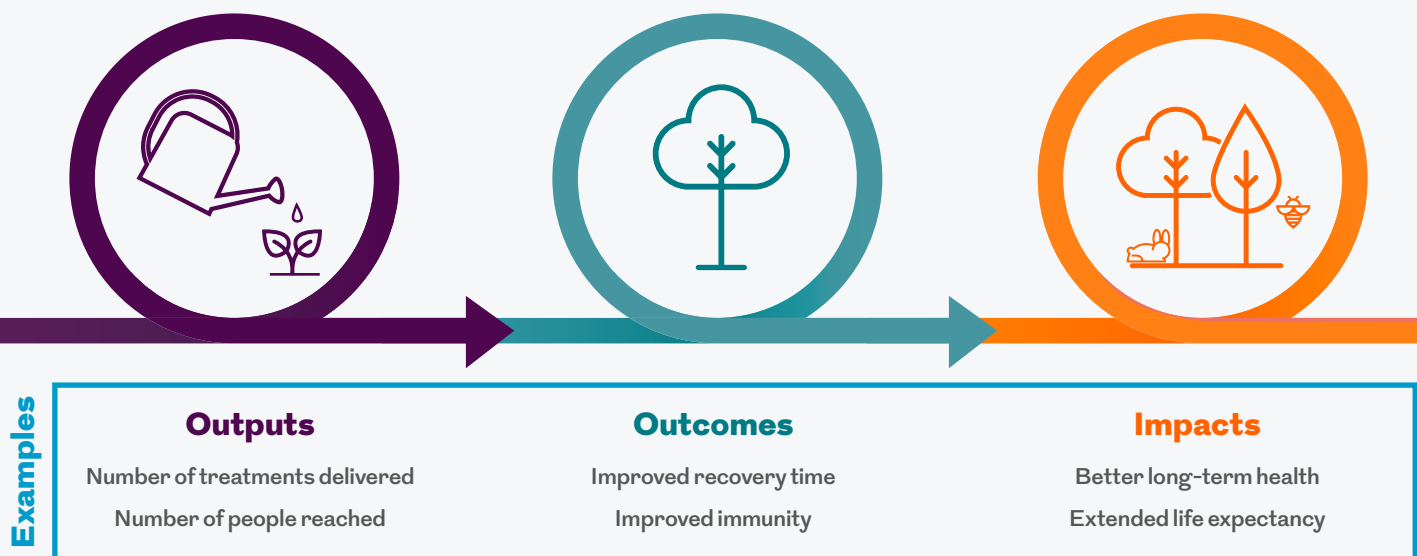 Examples
Outputs
Number of treatments delivered
Number of people reached
Outcomes
Improved recovery time
Improved immunity
Impacts
Better long-term health
Extended life expectancy